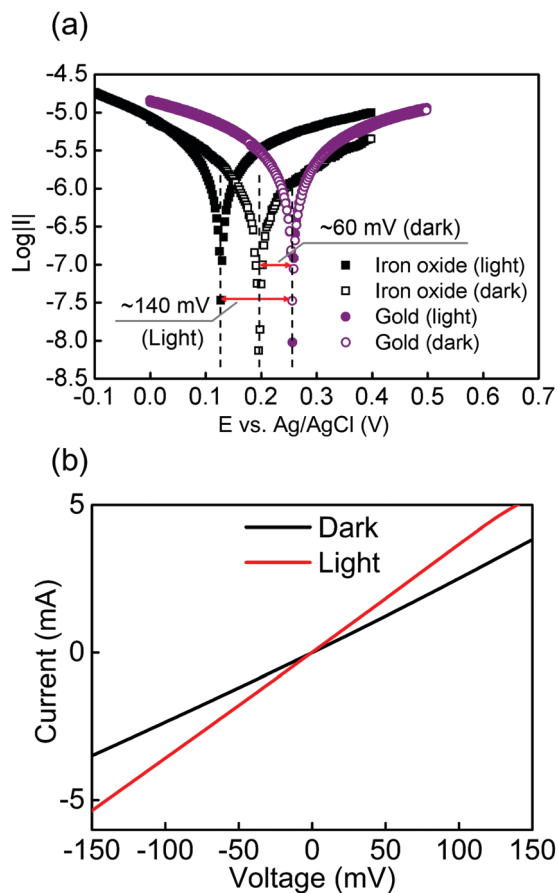 (a)
-4.5
-5.0
-5.5
-6.0
-6.5
-7.0
-7.5
-8.0
-8.5
Log|I|
~60 mV (dark)
~140 mV
(Light)
Iron oxide (light)
Iron oxide (dark)
Gold (light)
Gold (dark)
-0.1 0.0 0.1 0.2 0.3 0.4 0.5 0.6 0.7
E vs. Ag/AgCl (V)
(b)
5
0
-5
Current (mA)
Dark
Light
-150 -100 -50 0 50 100 150
Voltage (mV)